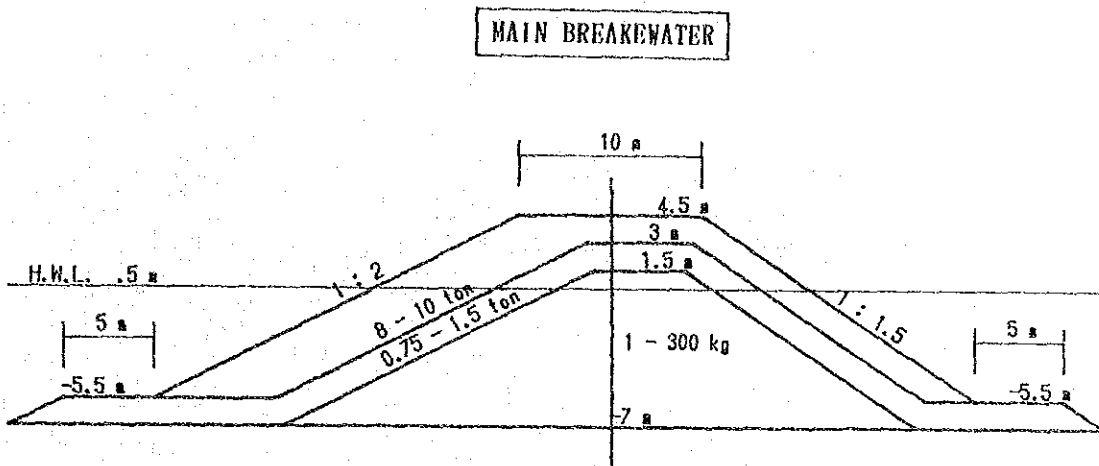 MAIN BREAKEWATER
10 m
4.5 m
3 m
1.5 m
H.W.L. .5 m
1 : 2
8 - 10 ton
0.75 - 1.5 ton
1 - 300 kg
1 : 1.5
5 m
5 m
-5.5 m
-5.5 m
-7 m